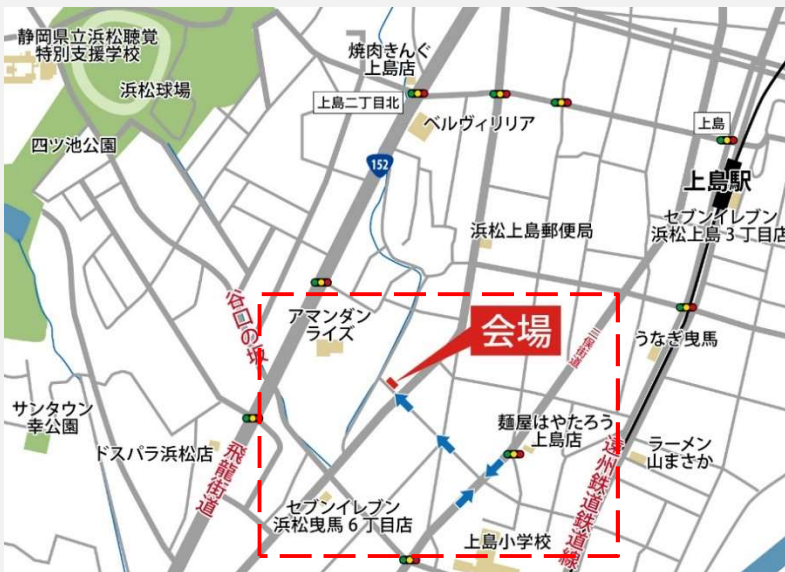 静岡県立浜松聴覚
特別支援学校
浜松球場
四ツ池公園
焼肉きんぐ
上島店
上島二丁目北
ベルヴィリリア
上島
152
上島駅
セブンイレブン
浜松上島3丁目店
浜松上島郵便局
谷口の坂
アマンダン
ライズ
会場
二俣街道
うなぎ曳馬
サンタウン
幸公園
ドスパラ浜松店
飛龍街道
麺屋はやたろう
上島店
遠州鉄道鉄道線
ラーメン
山まさか
セブンイレブン
浜松曳馬6丁目店
上島小学校